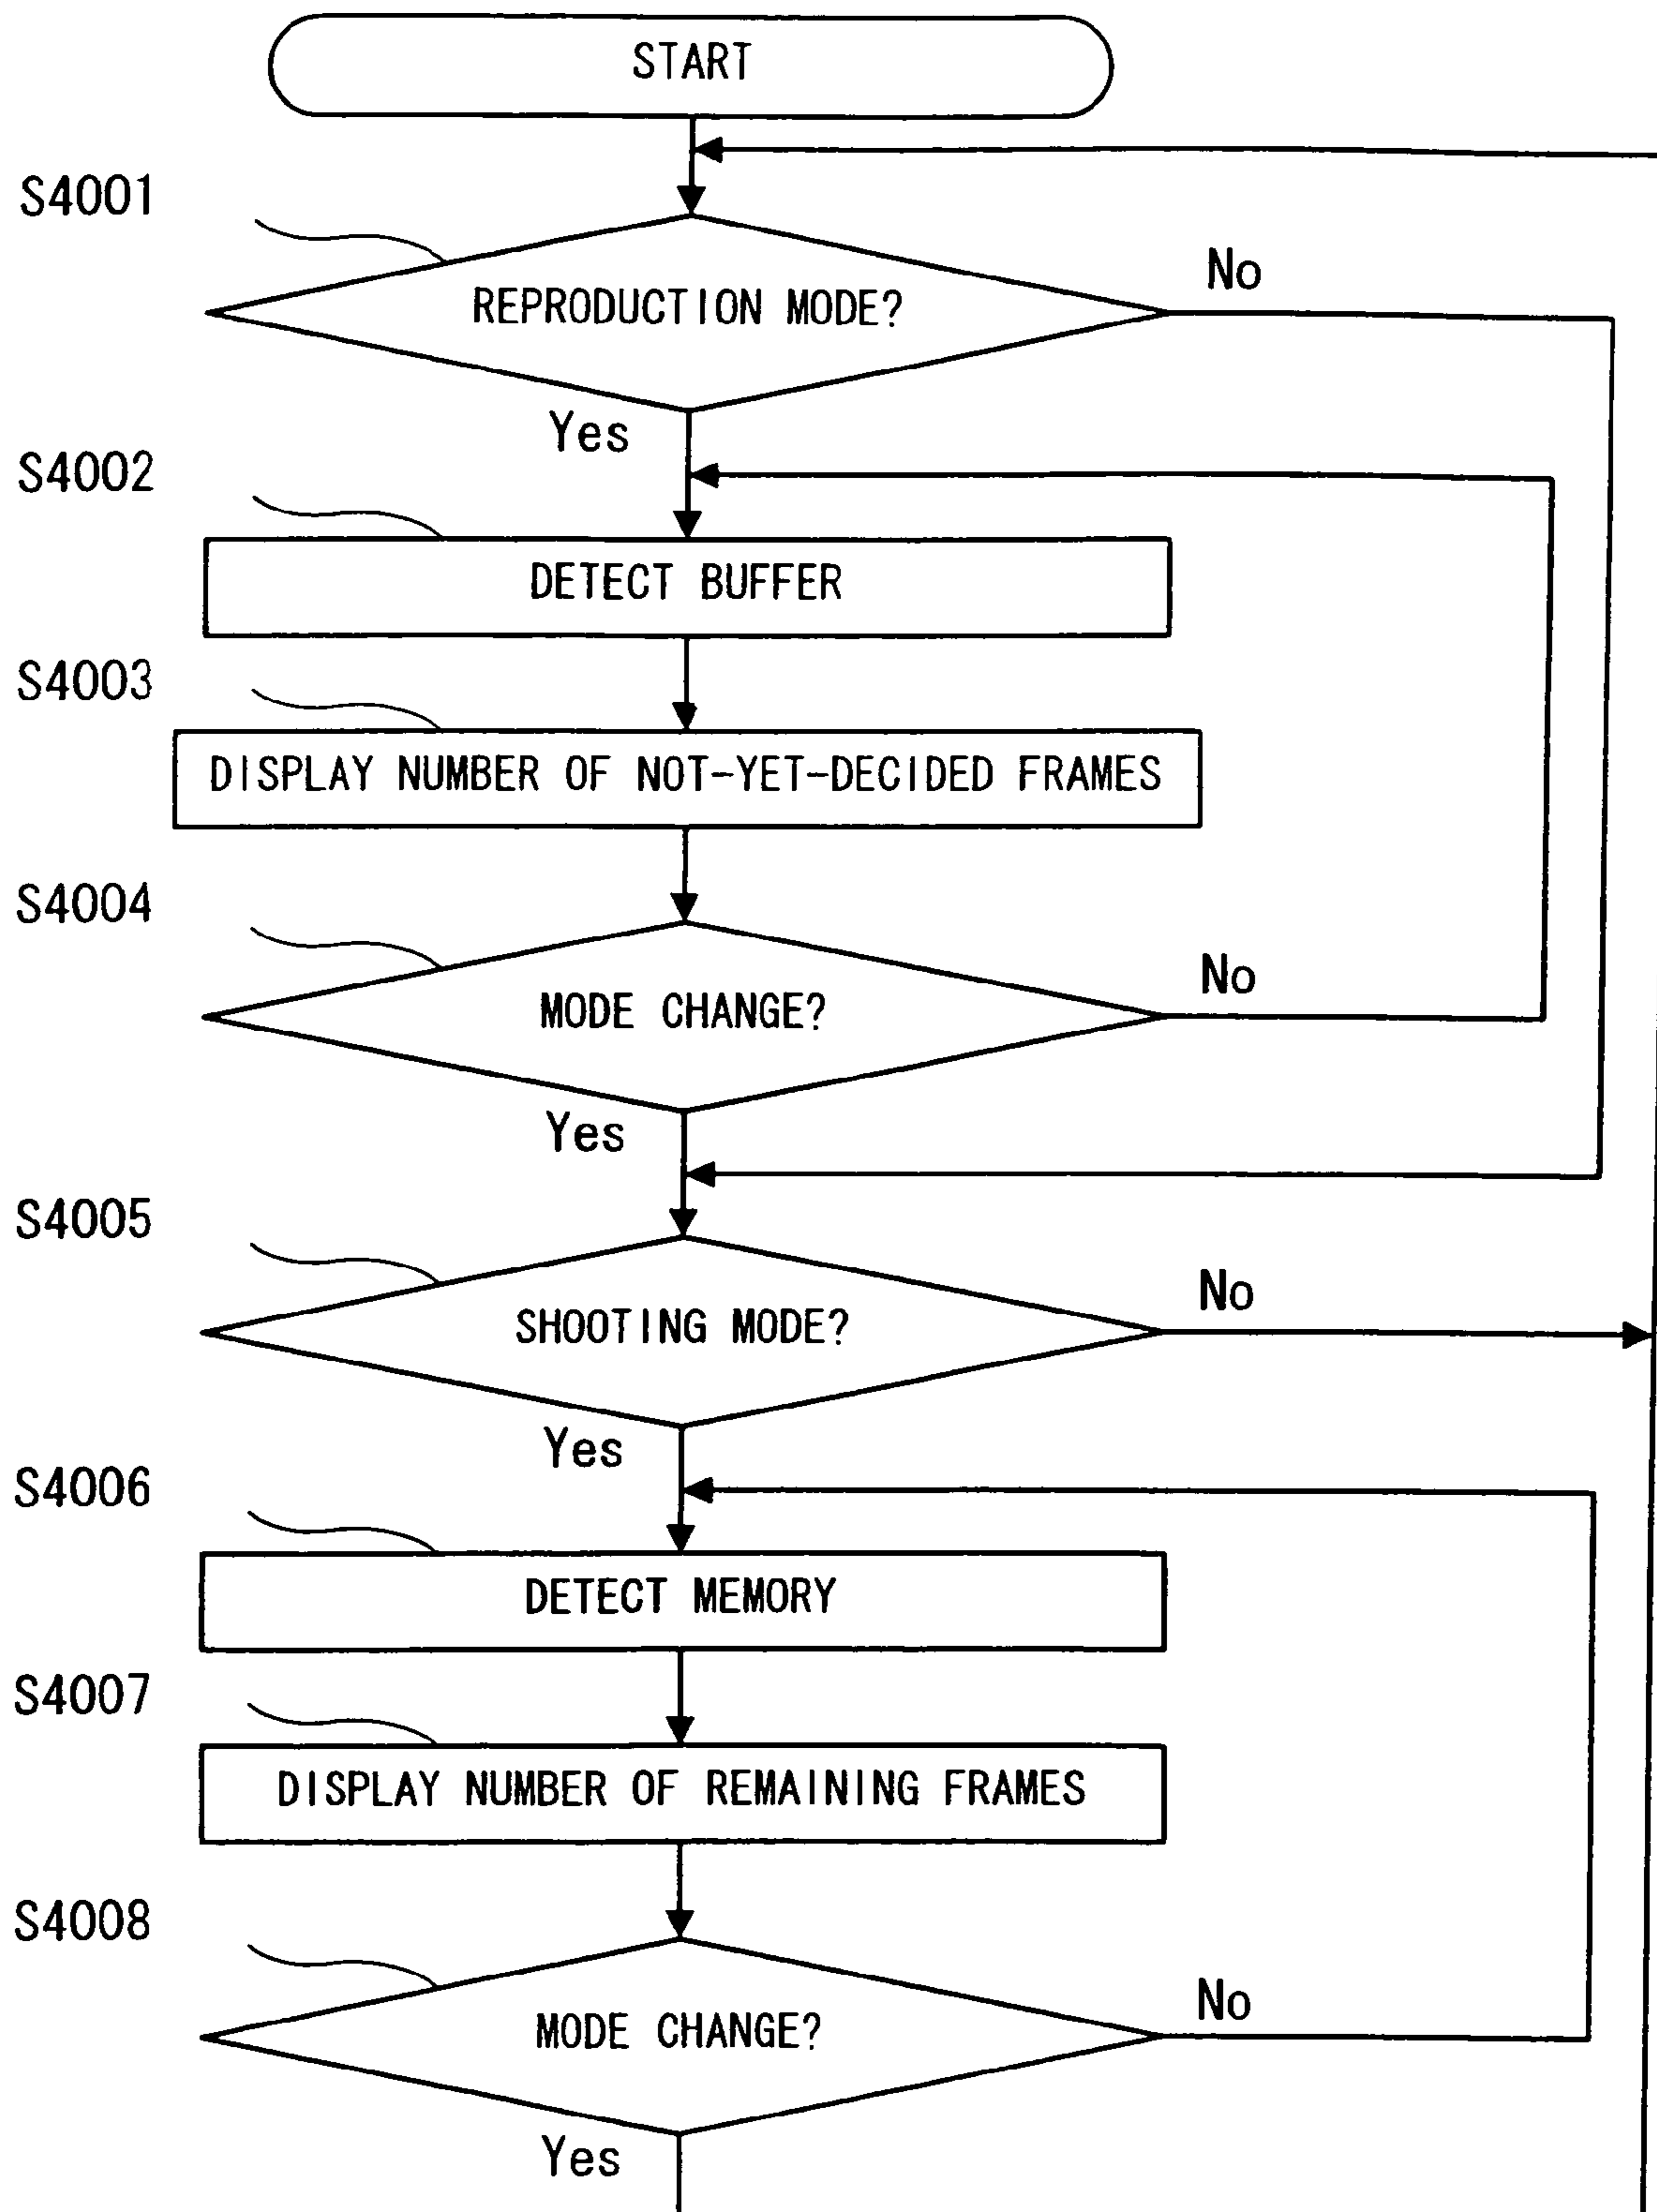 START
S4001
No
REPRODUCTION MODE?
Yes
S4002
DETECT BUFFER
S4003
DISPLAY NUMBER OF NOT-YET-DECIDED FRAMES
S4004
No
MODE CHANGE?
Yes
S4005
No
SHOOTING MODE?
Yes
S4006
DETECT MEMORY
S4007
DISPLAY NUMBER OF REMAINING FRAMES
S4008
No
MODE CHANGE?
Yes